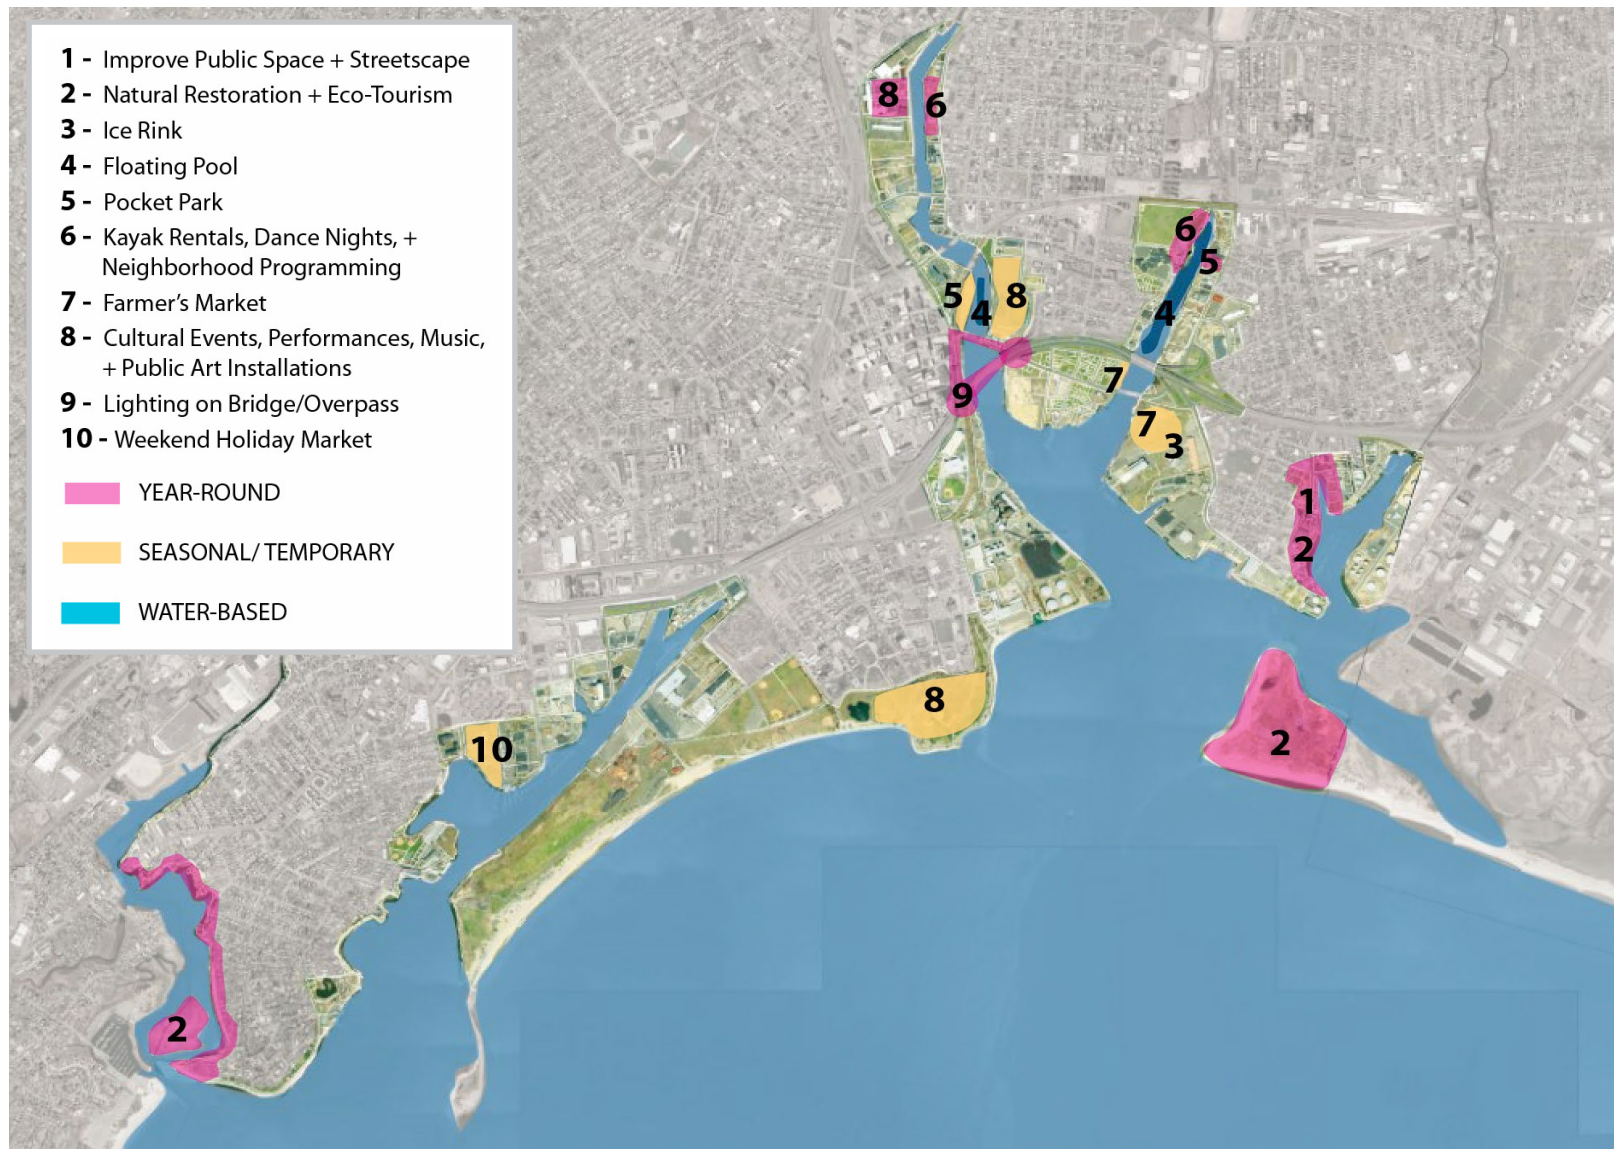 1 - Improve Public Space + Streetscape
2 - Natural Restoration + Eco-Tourism
3 - Ice Rink
4 - Floating Pool
5 - Pocket Park
6 - Kayak Rentals, Dance Nights, +
Neighborhood Programming
7 - Farmer's Market
8 - Cultural Events, Performances, Music,
+ Public Art Installations
9 - Lighting on Bridge/Overpass
10 - Weekend Holiday Market
YEAR-ROUND
SEASONAL/ TEMPORARY
WATER-BASED
8
6
6
5
5
4
8
4
9
7
7
3
1
2
8
2
10
2